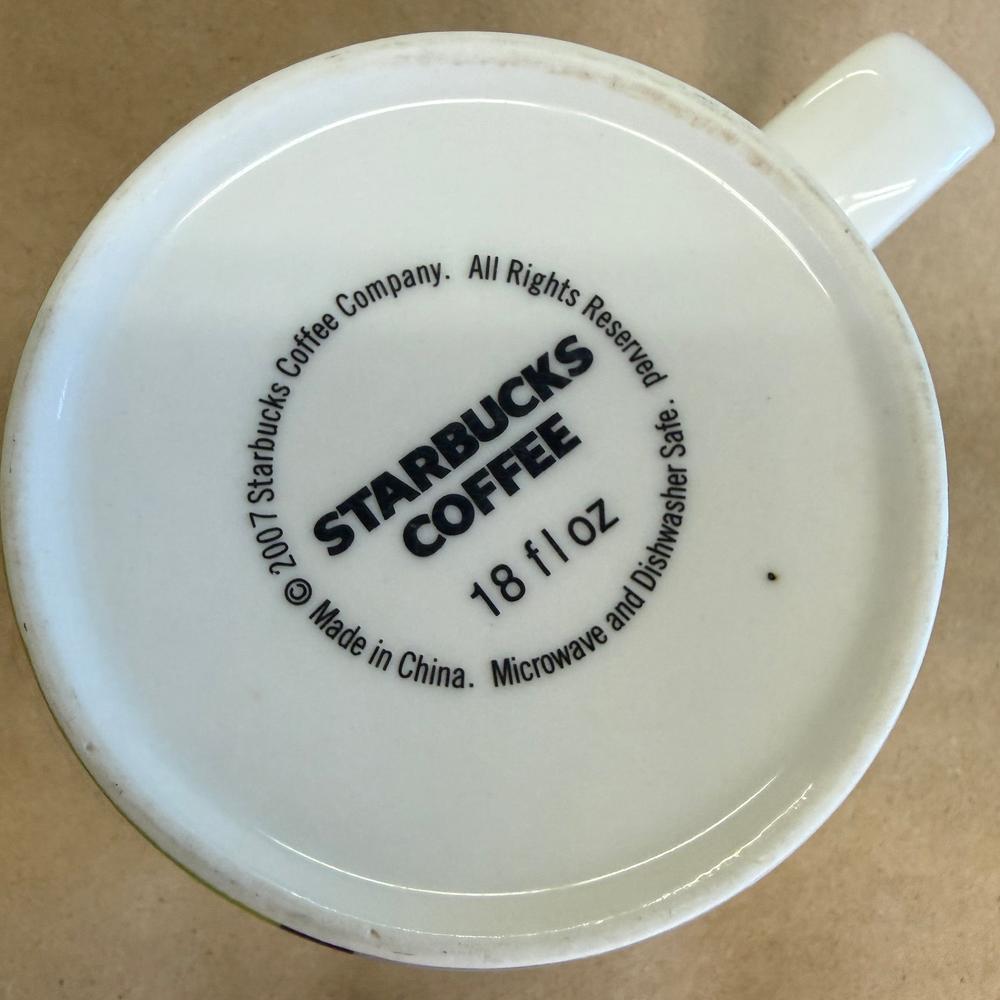 © 2007 Starbucks Coffee Company. All Rights Reserved
Made in China. Microwave and Dishwasher Safe.
STARBUCKS
COFFEE
18 fl oz